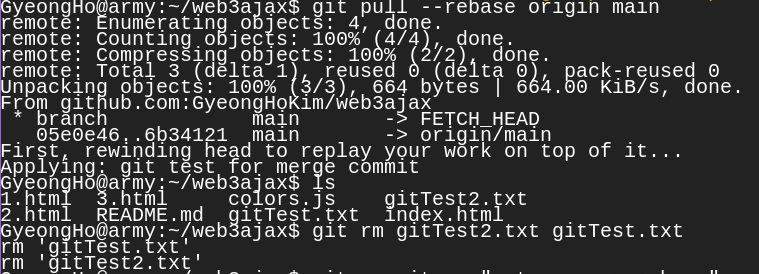 GyeongHo@army:~/web3ajax$ git pull --rebase origin main
remote: Enumerating objects: 4, done.
remote: Counting objects: 100% (4/4), done.
remote: Compressing objects: 100% (2/2), done.
remote: Total 3 (delta 1), reused 0 (delta 0), pack-reused 0
Unpacking objects: 100% (3/3), 664 bytes | 664.00 KiB/s, done.
From github.com:GyeongHoKim/web3ajax
 * branch            main       -> FETCH_HEAD
   05e0e46..6b34121  main       -> origin/main
First, rewinding head to replay your work on top of it...
Applying: git test for merge commit
GyeongHo@army:~/web3ajax$ ls
1.html  3.html     colors.js    gitTest2.txt
2.html  README.md  gitTest.txt  index.html
GyeongHo@army:~/web3ajax$ git rm gitTest2.txt gitTest.txt
rm 'gitTest.txt'
rm 'gitTest2.txt'